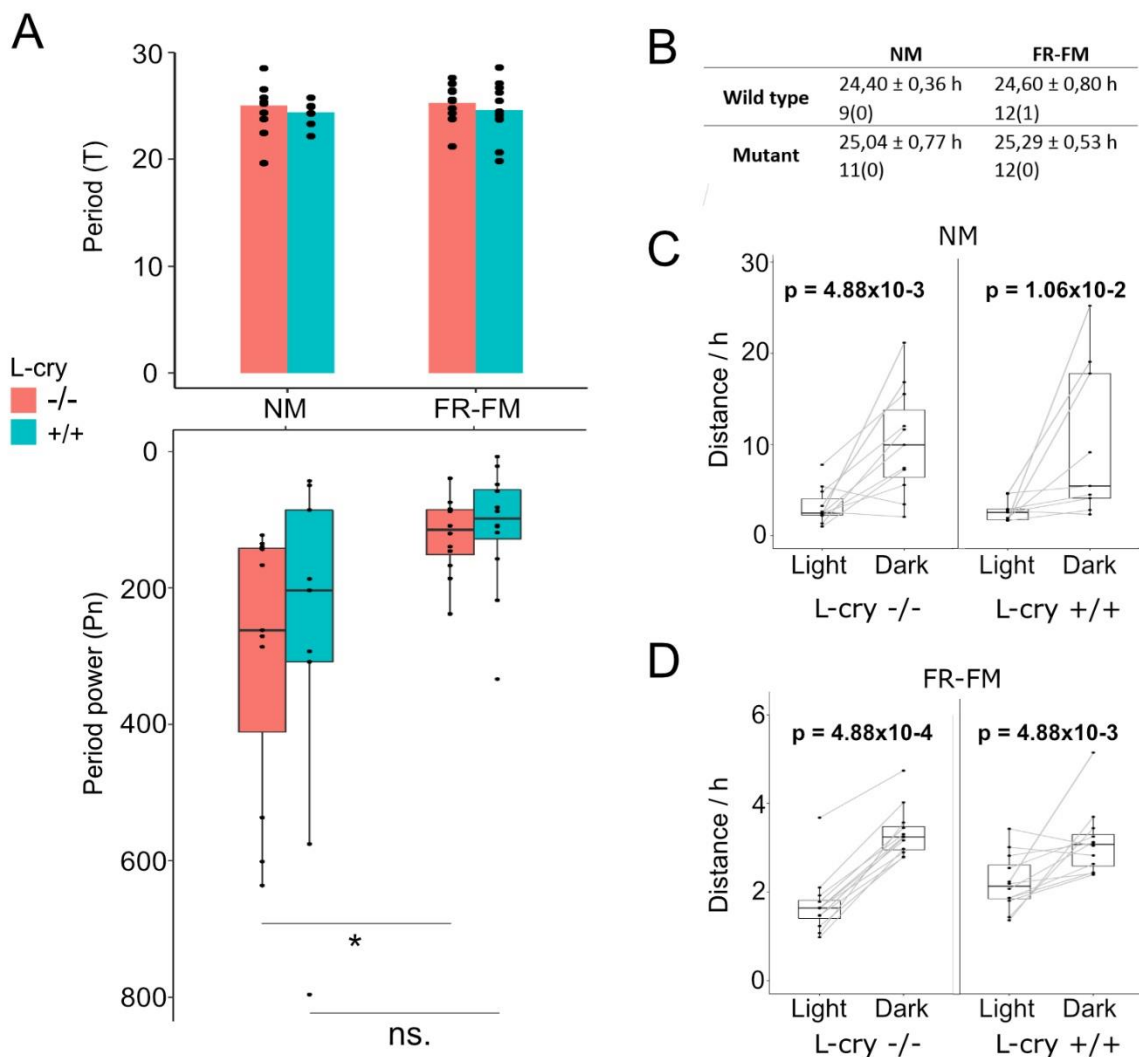 A
30
20
10
0
Period (T)
NM
FR-FM
L-cry
-/-
+/+
0
200
400
600
800
Period power (Pn)
*
ns.
B
NM FR-FM
Wild type
24,40 ± 0,36 h 24,60 ± 0,80 h
9(0) 12(1)
Mutant
25,04 ± 0,77 h 25,29 ± 0,53 h
11(0) 12(0)
C
NM
30
20
10
0
Distance / h
p = 4.88x10-3 p = 1.06x10-2
Light Dark Light Dark
L-cry -/- L-cry +/+
D
FR-FM
6
4
2
0
Distance / h
p = 4.88x10-4 p = 4.88x10-3
Light Dark Light Dark
L-cry -/- L-cry +/+